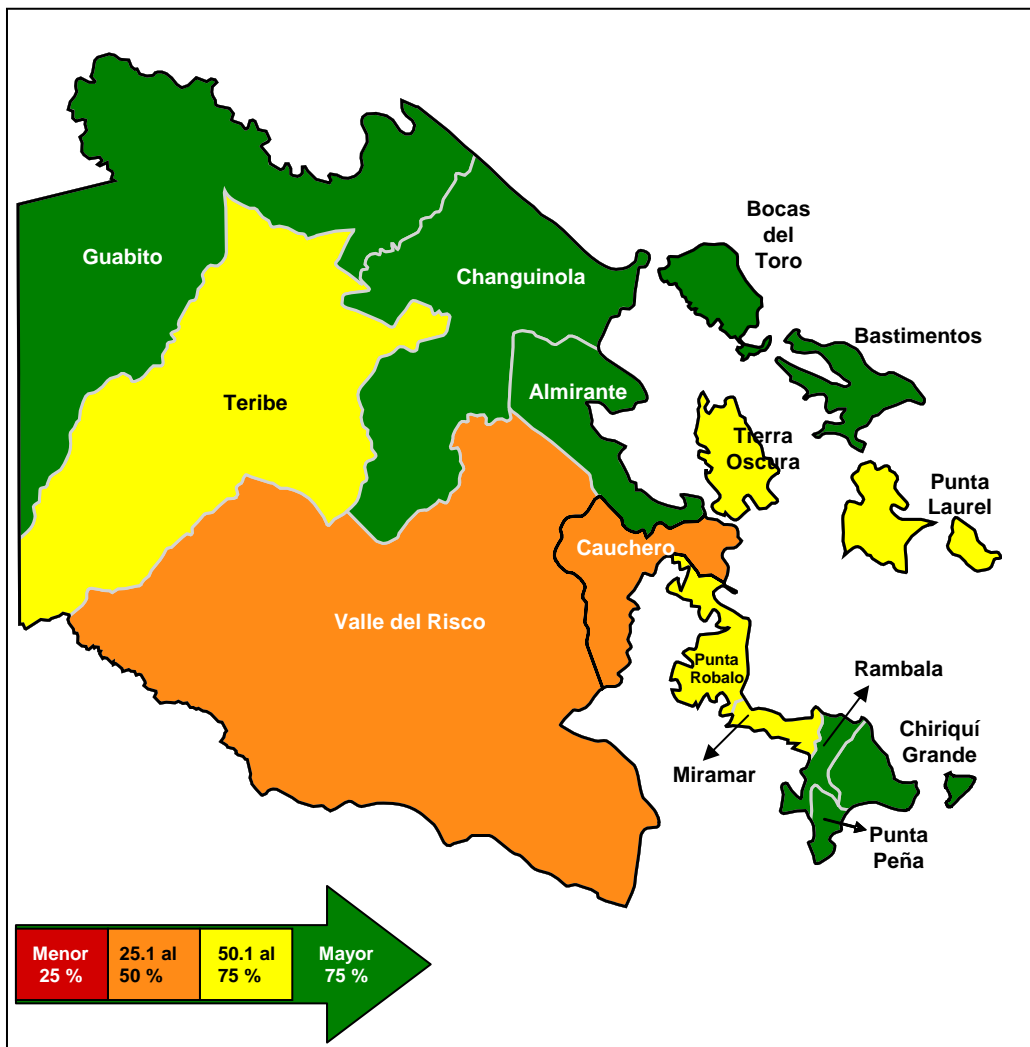 Bocas
del
Toro
Guabito
Changuinola
Bastimentos
Almirante
Teribe
Tierra
Oscura
Punta
Laurel
Cauchero
Valle del Risco
Punta
Robalo
Rambala
Chiriquí
Grande
Miramar
Punta
Peña
Menor
25 %
25.1 al
50 %
50.1 al
75 %
Mayor
75 %